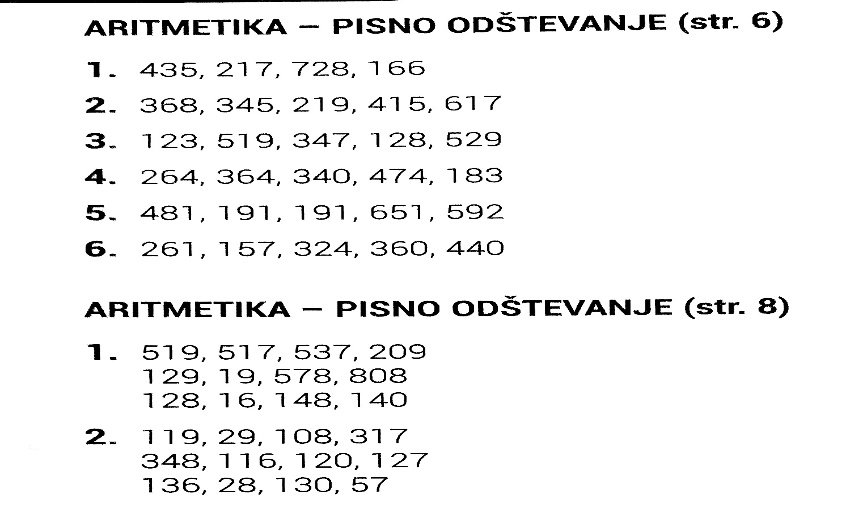 ARITMETIKA – PISNO ODŠTEVANJE (str. 6)
1. 435, 217, 728, 166
2. 368, 345, 219, 415, 617
3. 123, 519, 347, 128, 529
4. 264, 364, 340, 474, 183
5. 481, 191, 191, 651, 592
6. 261, 157, 324, 360, 440
ARITMETIKA – PISNO ODŠTEVANJE (str. 8)
1. 519, 517, 537, 209
129, 19, 578, 808
128, 16, 148, 140
2. 119, 29, 108, 317
348, 116, 120, 127
136, 28, 130, 57